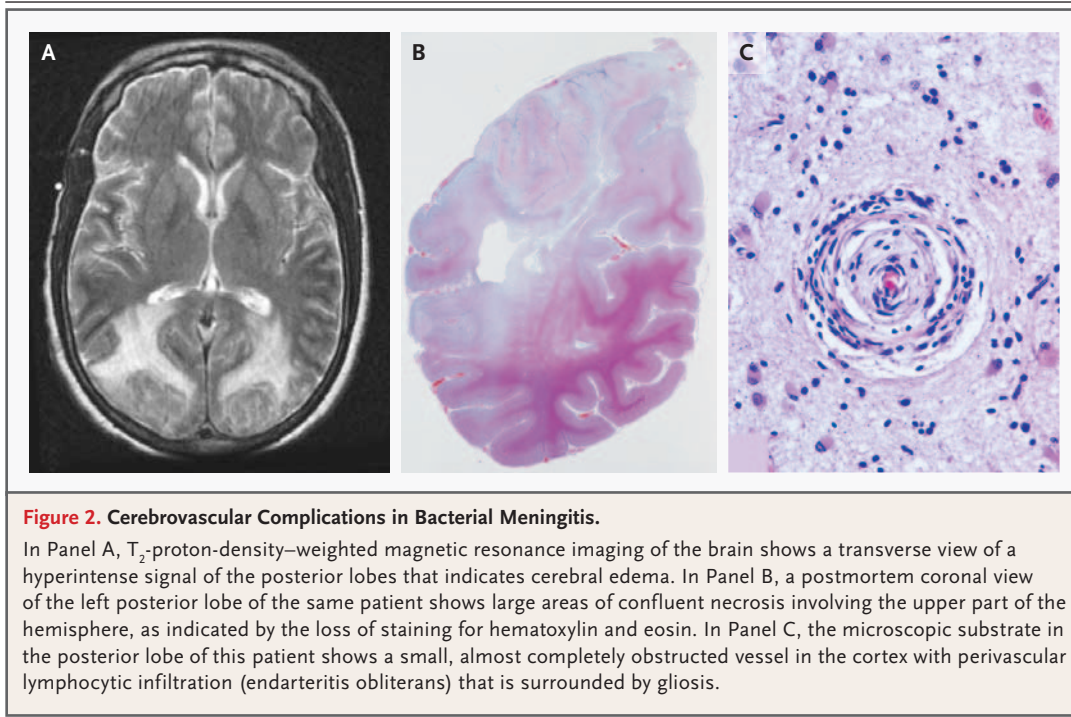 A
B
C
Figure 2. Cerebrovascular Complications in Bacterial Meningitis.
In Panel A, T2-proton-density–weighted magnetic resonance imaging of the brain shows a transverse view of a
hyperintense signal of the posterior lobes that indicates cerebral edema. In Panel B, a postmortem coronal view
of the left posterior lobe of the same patient shows large areas of confluent necrosis involving the upper part of the
hemisphere, as indicated by the loss of staining for hematoxylin and eosin. In Panel C, the microscopic substrate in
the posterior lobe of this patient shows a small, almost completely obstructed vessel in the cortex with perivascular
lymphocytic infiltration (endarteritis obliterans) that is surrounded by gliosis.